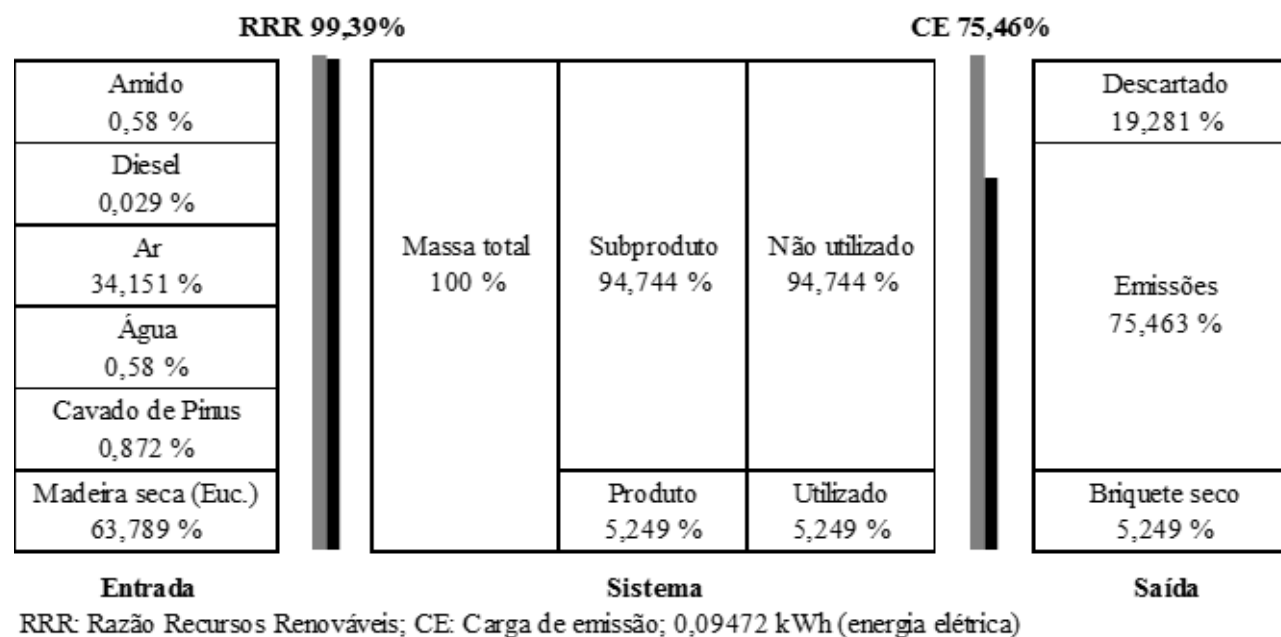 RRR 99,39%
CE 75,46%
Amido
0,58 %
Diesel
0,029 %
Ar
34,151 %
Água
0,58 %
Cavado de Pinus
0,872 %
Madeira seca (Euc.)
63,789 %
Massa total
100 %
Subproduto
94,744 %
Não utilizado
94,744 %
Produto
5,249 %
Utilizado
5,249 %
Descartado
19,281 %
Emissões
75,463 %
Briquete seco
5,249 %
Entrada
Sistema
Saída
RRR: Razão Recursos Renováveis; CE: Carga de emissão; 0,09472 kWh (energia elétrica)